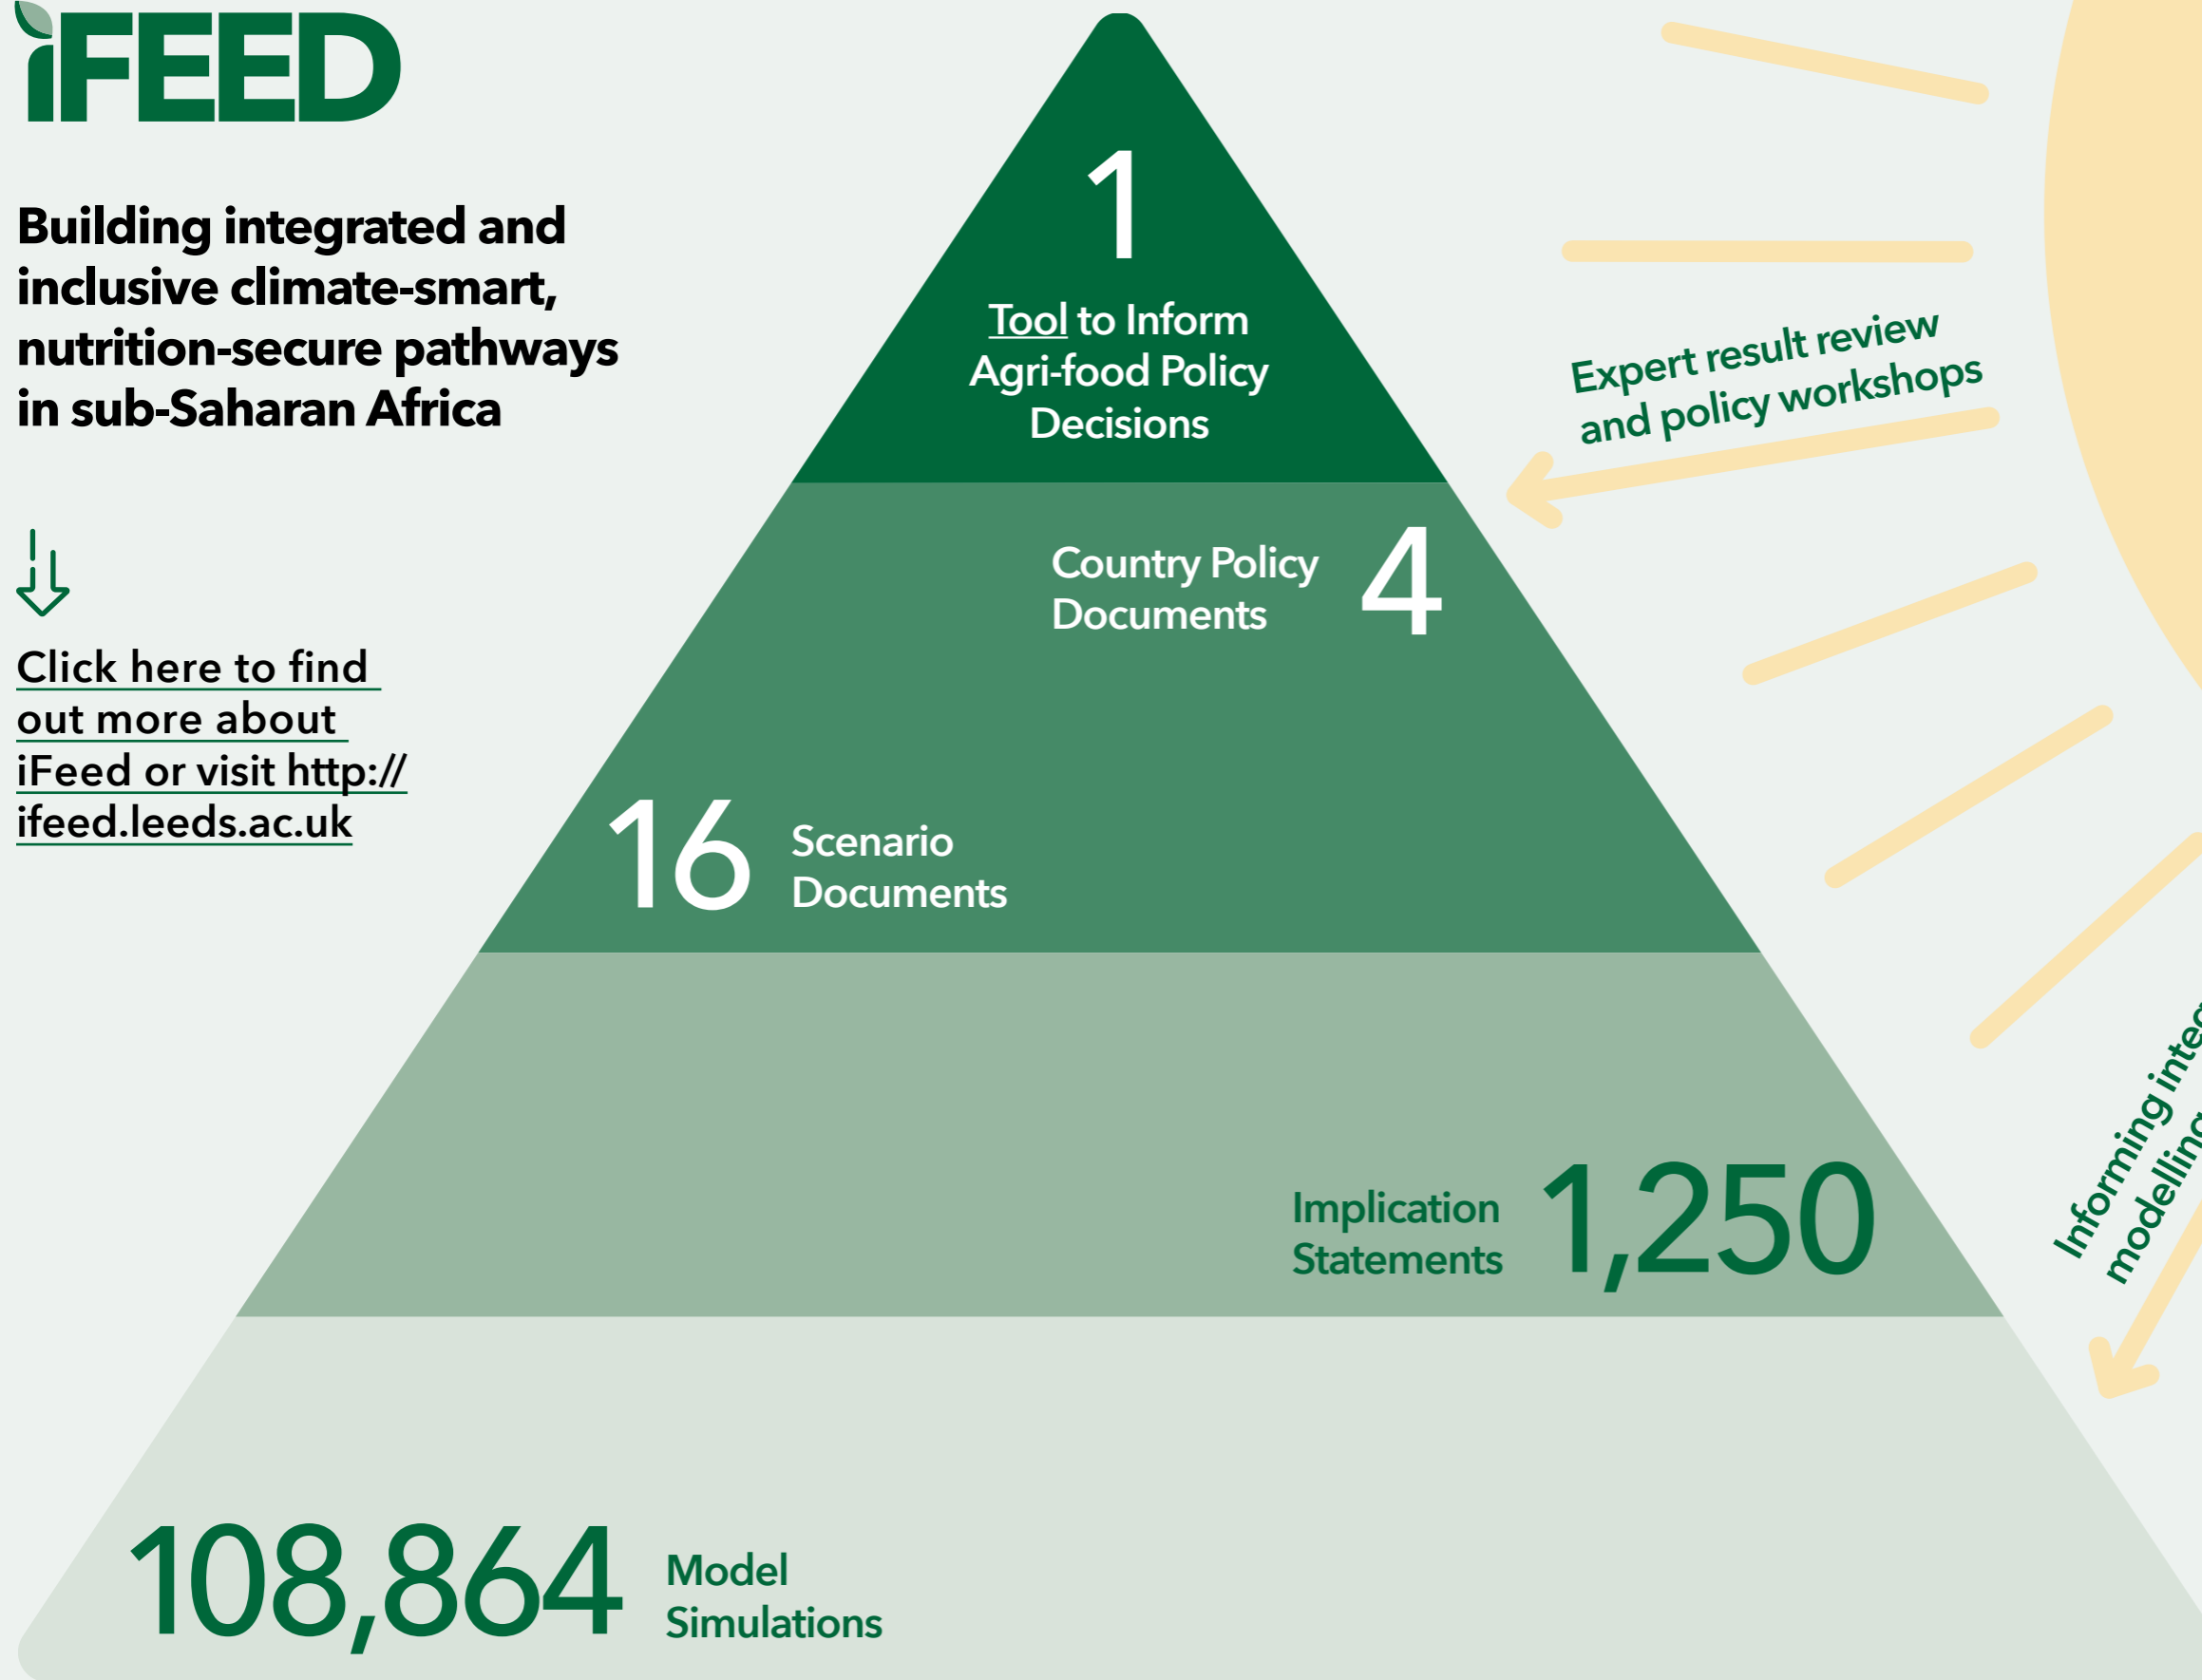 iFEED
Building integrated and
inclusive climate-smart,
nutrition-secure pathways
in sub-Saharan Africa
Click here to find
out more about
iFeed or visit http://
ifeed.leeds.ac.uk
1
Tool to Inform
Agri-food Policy
Decisions
Expert result review
and policy workshops
Country Policy
Documents
4
16
Scenario
Documents
Informing
modelling
Implication
Statements
1,250
108,864
Model
Simulations